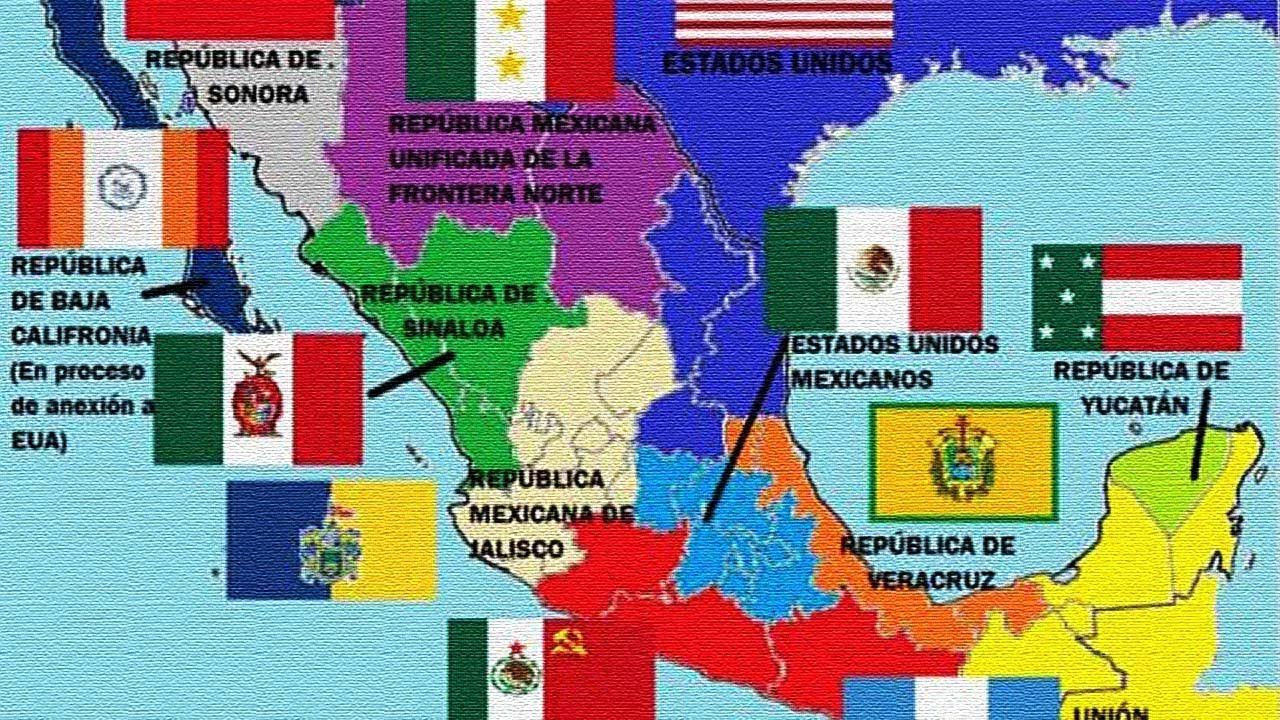 REPÚBLICA DE .
SONORA
REPÚBLICA MEXICANA
UNIFICADA DE LA
FRONTERA NORTE
ESTADOS UNIDOS
REPÚBLICA
DE BAJA
CALIFRONIA
(En proceso
de anexión a
EUA)
REPÚBLICA DE .
SINALOA
ESTADOS UNIDOS
MEXICANOS
REPÚBLICA DE
YUCATÁN
REPÚBLICA
MEXICANA DE
JALISCO
REPÚBLICA DE
VERACRUZ
UNIÓN